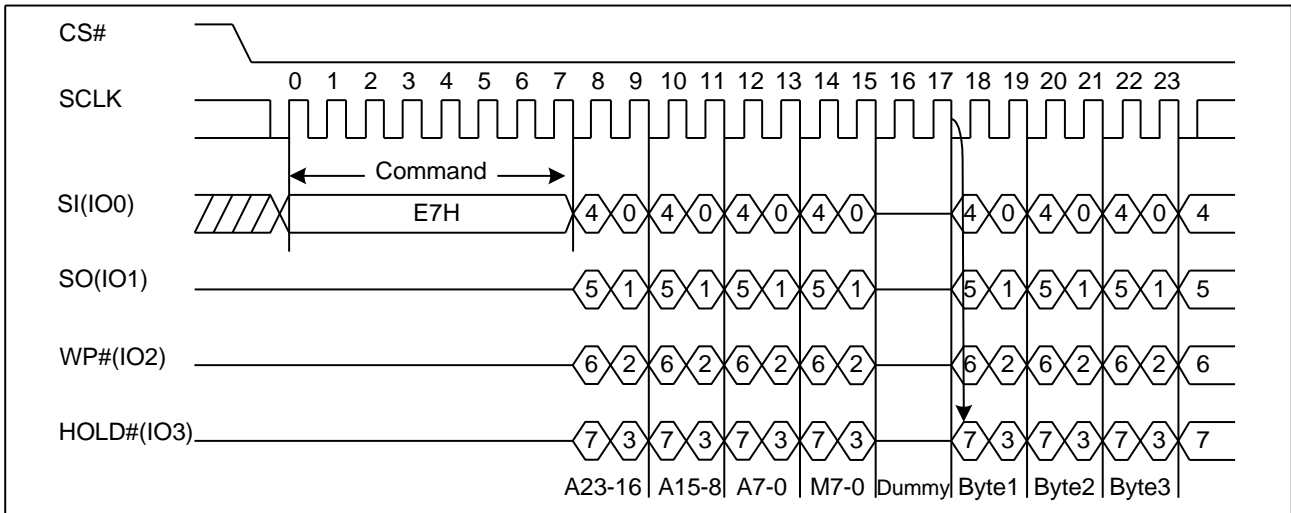 CS#
0 1 2 3 4 5 6 7 8 9 10 11 12 13 14 15 16 17 18 19 20 21 22 23
SCLK
Command
SI(IO0)
E7H
4 0 4 0 4 0 4 0 4 0 4 0 4 0 4
SO(IO1)
5 1 5 1 5 1 5 1 5 1 5 1 5 1 5
WP#(IO2)
6 2 6 2 6 2 6 2 6 2 6 2 6 2 6
HOLD#(IO3)
7 3 7 3 7 3 7 3 7 3 7 3 7 3 7
A23-16 A15-8 A7-0 M7-0 Dummy Byte1 Byte2 Byte3